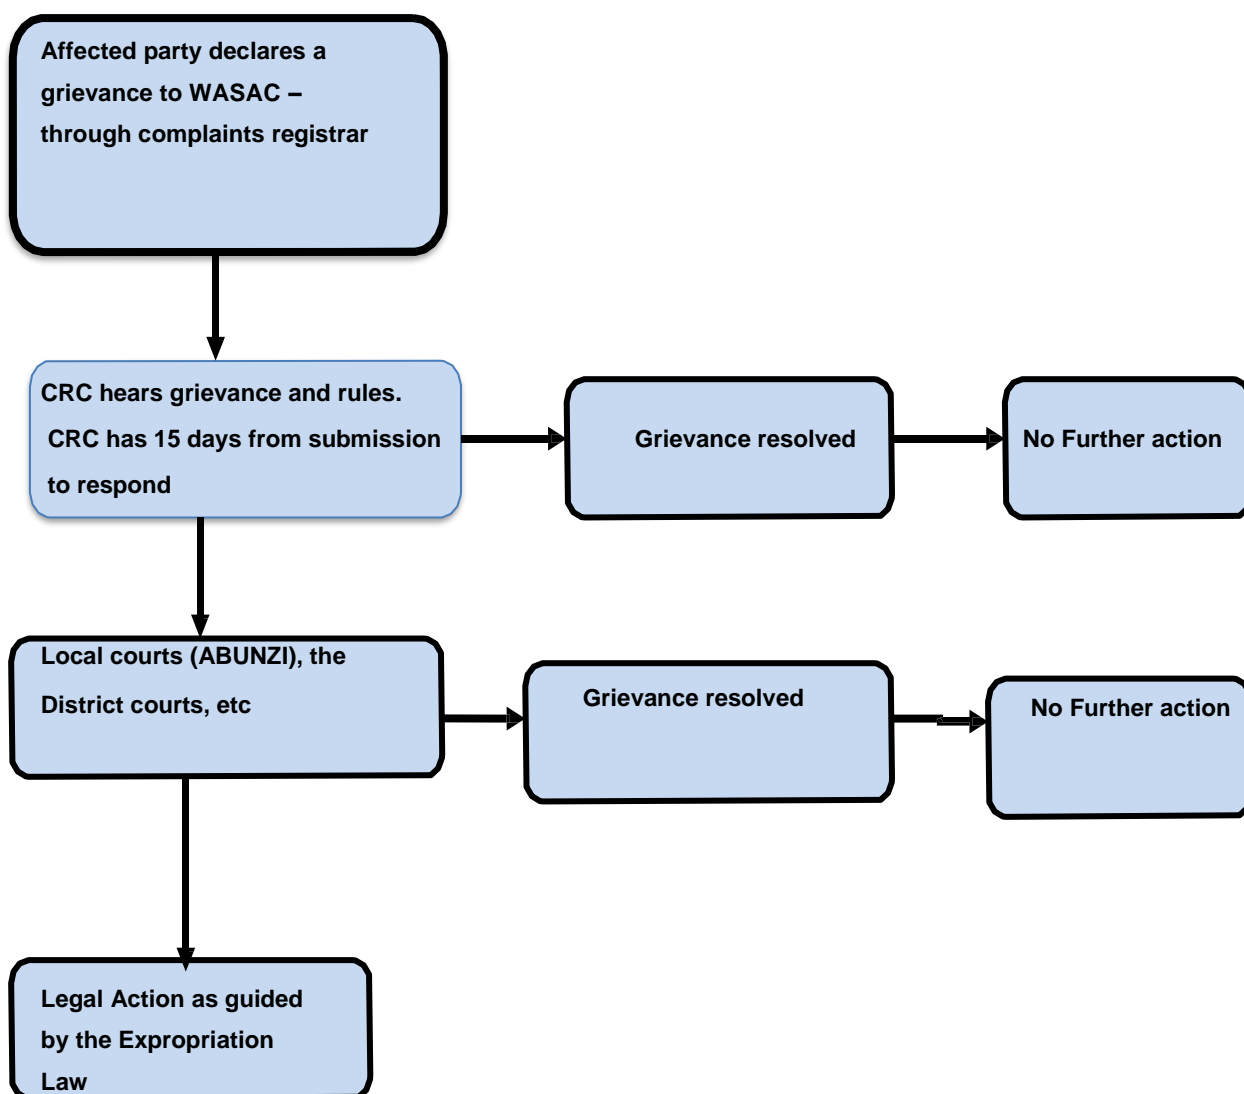 Affected party declares a
grievance to WASAC –
through complaints registrar
CRC hears grievance and rules.
CRC has 15 days from submission
to respond
Grievance resolved
No Further action
Local courts (ABUNZI), the
District courts, etc
Grievance resolved
No Further action
Legal Action as guided
by the Expropriation
Law